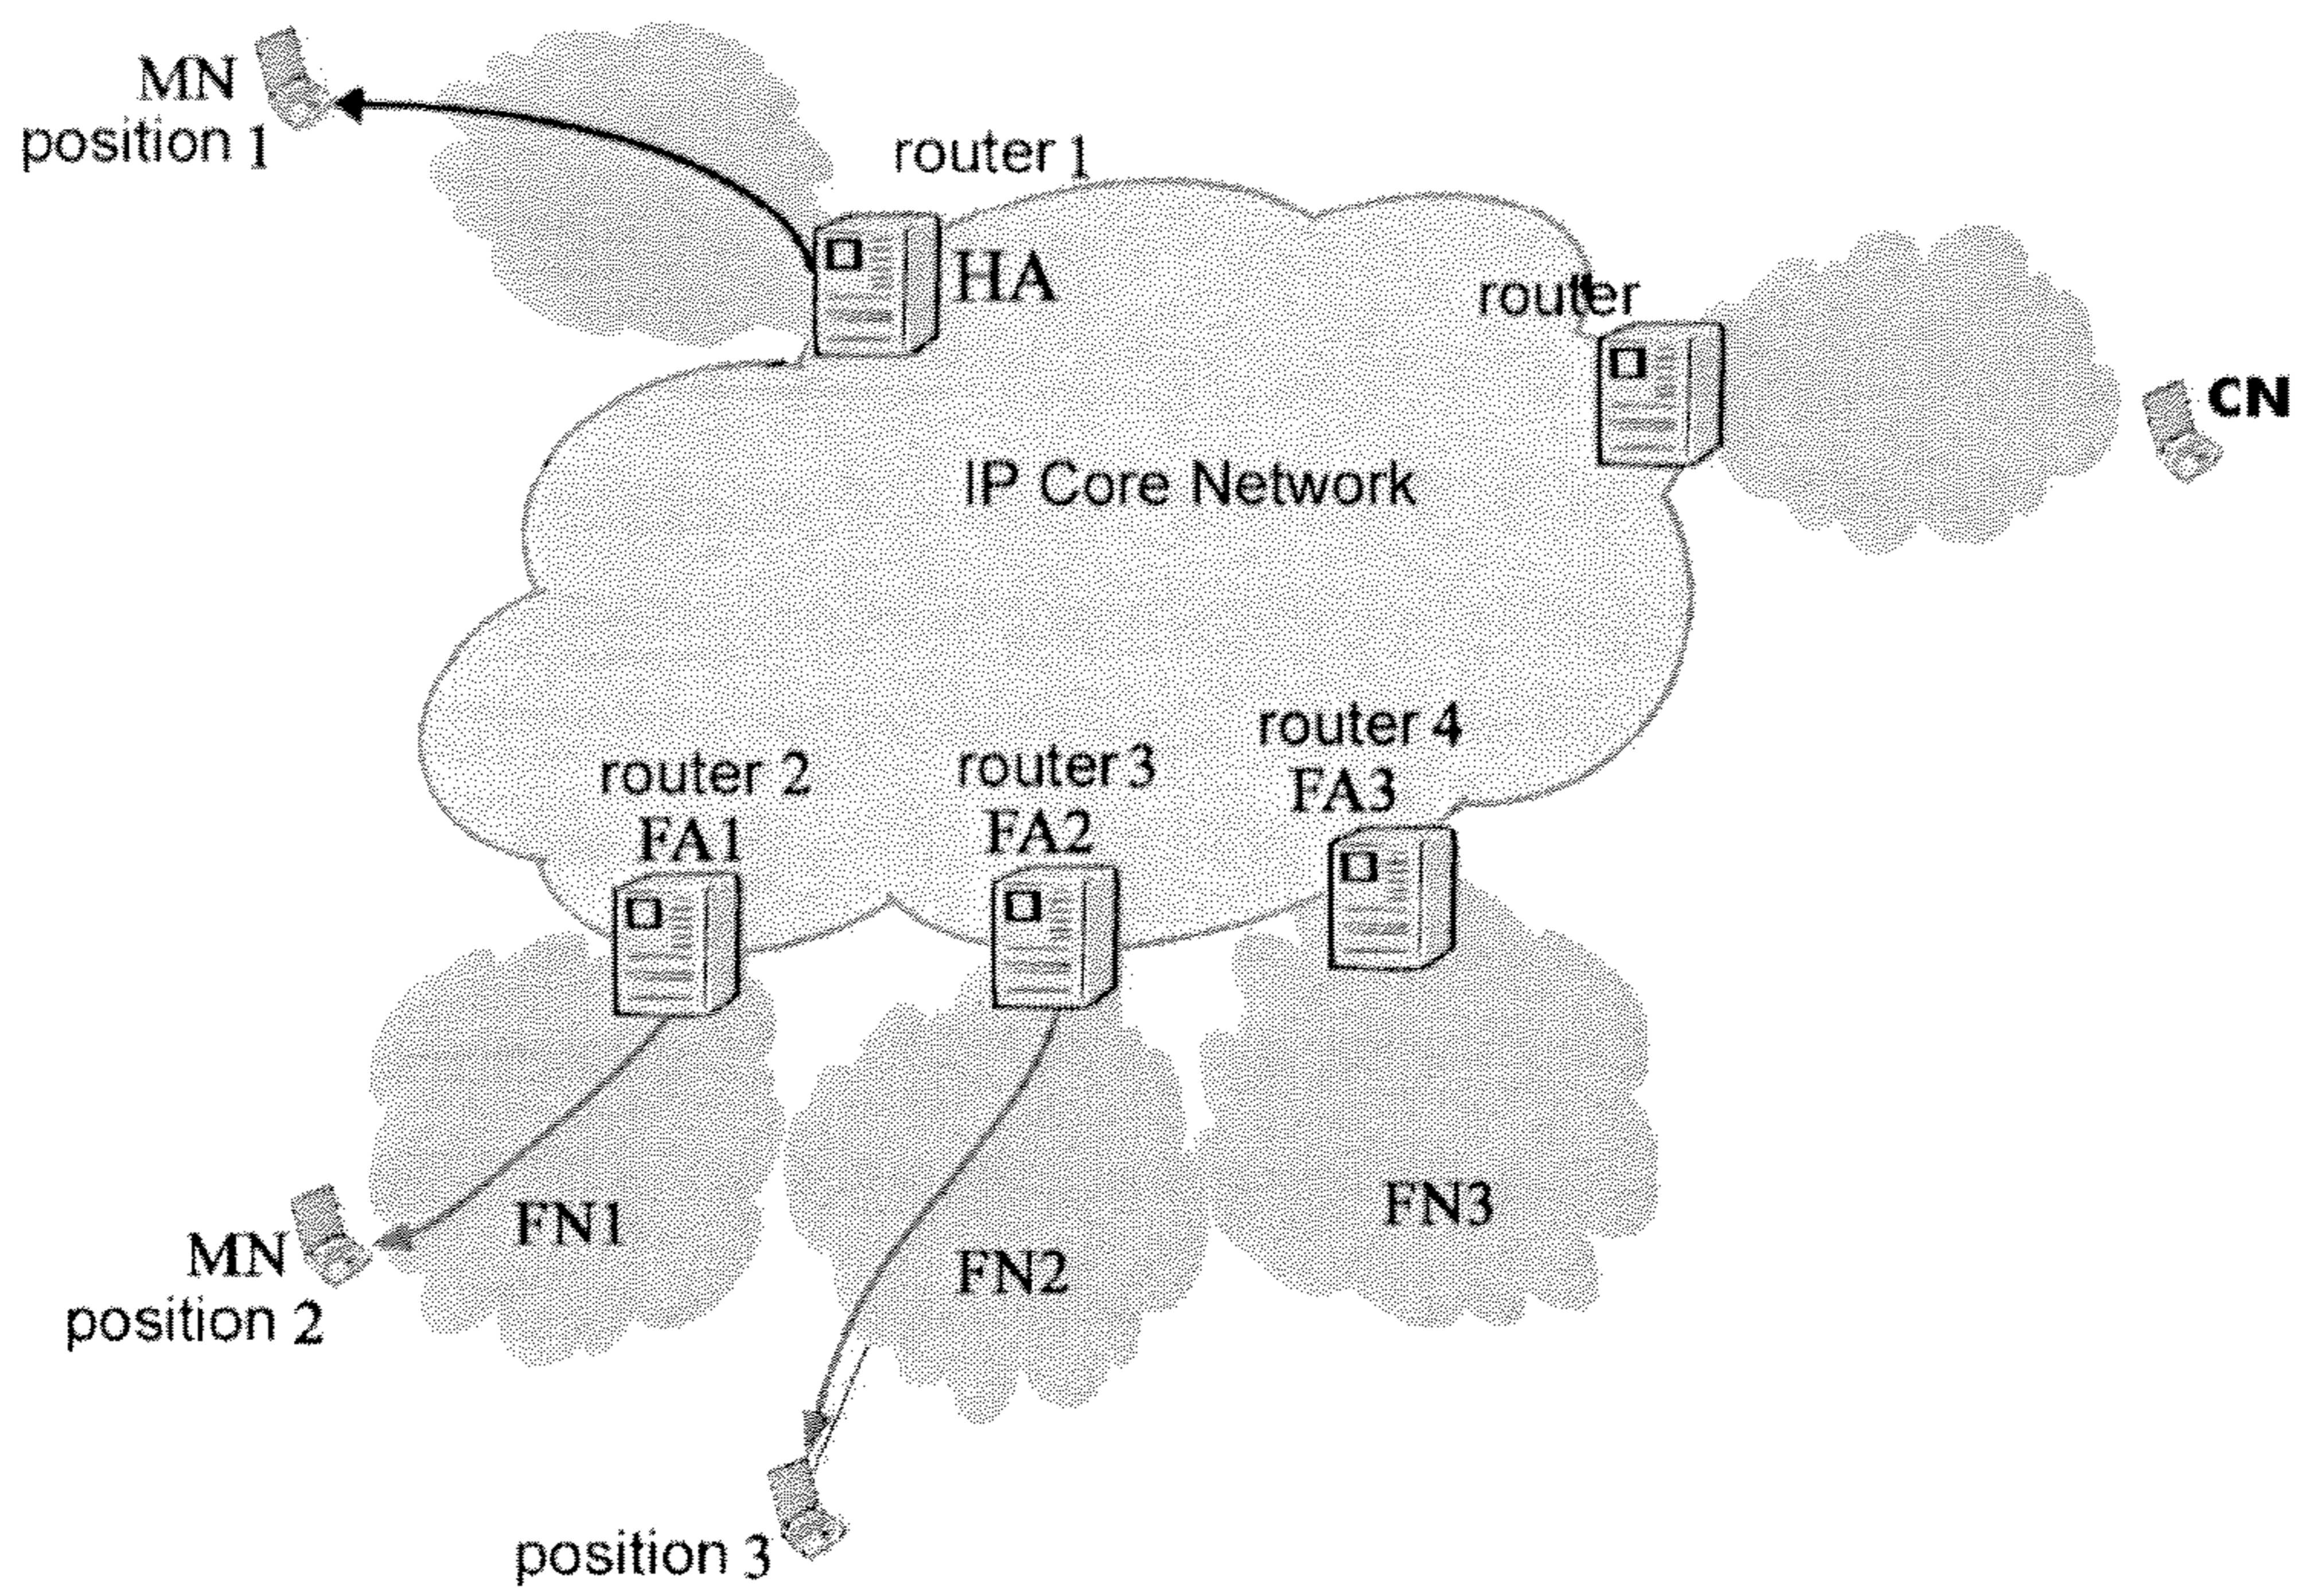 MN
position 1
router 1
HA
router
CN
IP Core Network
router 2
FA1
router 3
FA2
router 4
FA3
FN1
FN2
FN3
MN
position 2
position 3